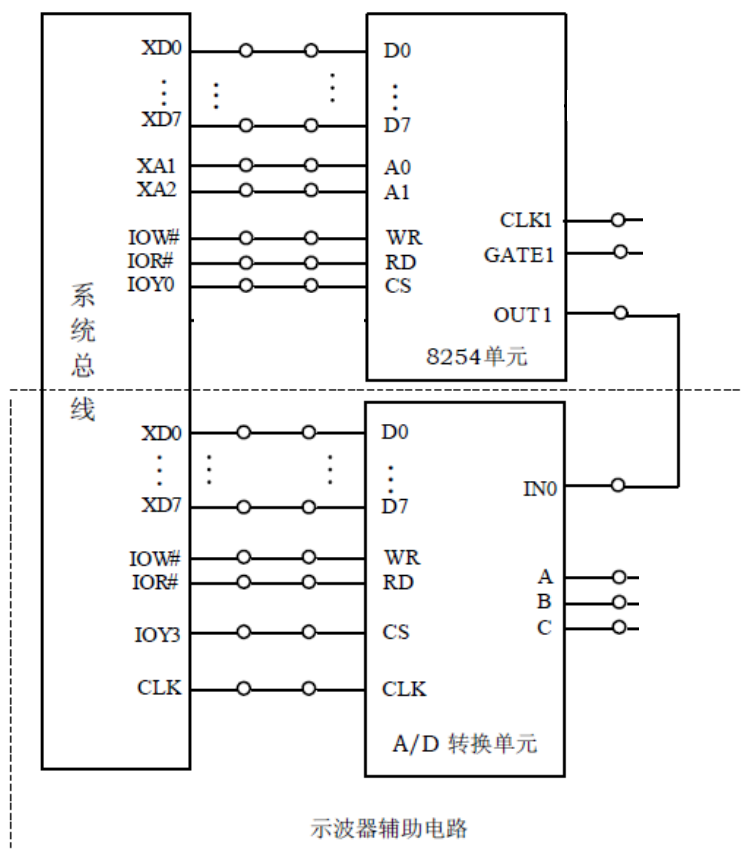 系统总线
XD0
XD7
XA1
XA2
IOW#
IOR#
IOY0
D0
D7
A0
A1
WR
RD
CS
CLK1
GATE1
OUT1
8254单元
XD0
XD7
IOW#
IOR#
IOY3
CLK
D0
D7
WR
RD
CS
CLK
IN0
A
B
C
A/D 转换单元
示波器辅助电路